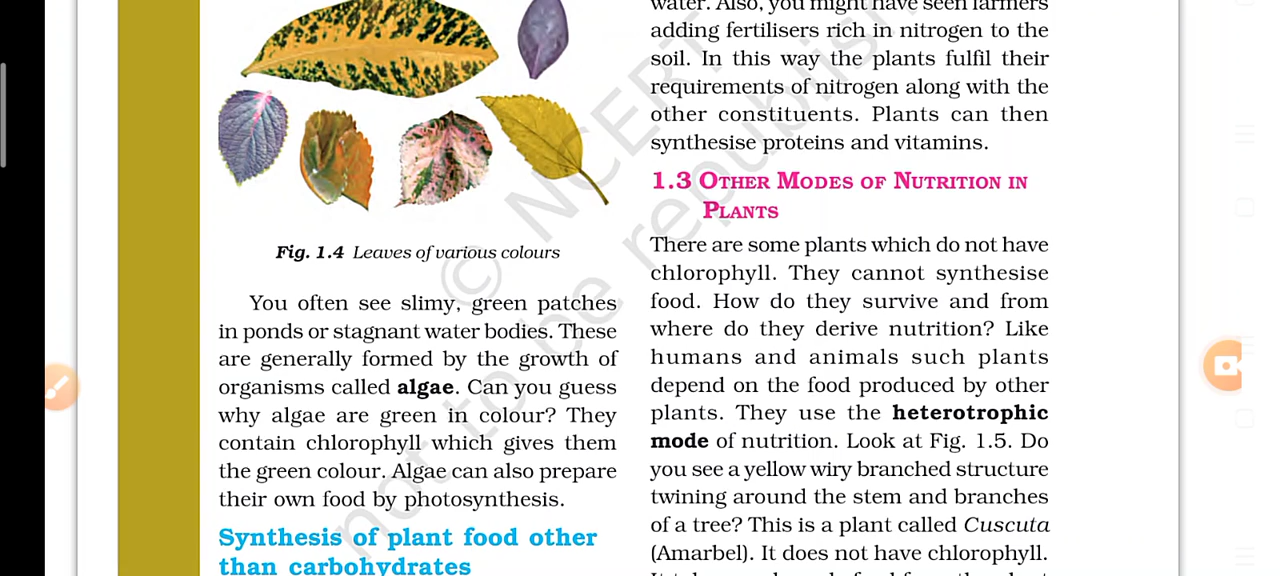 Fig. 1.4 Leaves of various colours
You often see slimy, green patches
in ponds or stagnant water bodies. These
are generally formed by the growth of
organisms called algae. Can you guess
why algae are green in colour? They
contain chlorophyll which gives them
the green colour. Algae can also prepare
their own food by photosynthesis.
Synthesis of plant food other
than carbohydrates
water. Also, you might have seen farmers
adding fertilisers rich in nitrogen to the
soil. In this way the plants fulfil their
requirements of nitrogen along with the
other constituents. Plants can then
synthesise proteins and vitamins.
1.3 OTHER MODES OF NUTRITION IN
PLANTS
There are some plants which do not have
chlorophyll. They cannot synthesise
food. How do they survive and from
where do they derive nutrition? Like
humans and animals such plants
depend on the food produced by other
plants. They use the heterotrophic
mode of nutrition. Look at Fig. 1.5. Do
you see a yellow wiry branched structure
twining around the stem and branches
of a tree? This is a plant called Cuscuta
(Amarbel). It does not have chlorophyll.
© NCERT
not to be republis